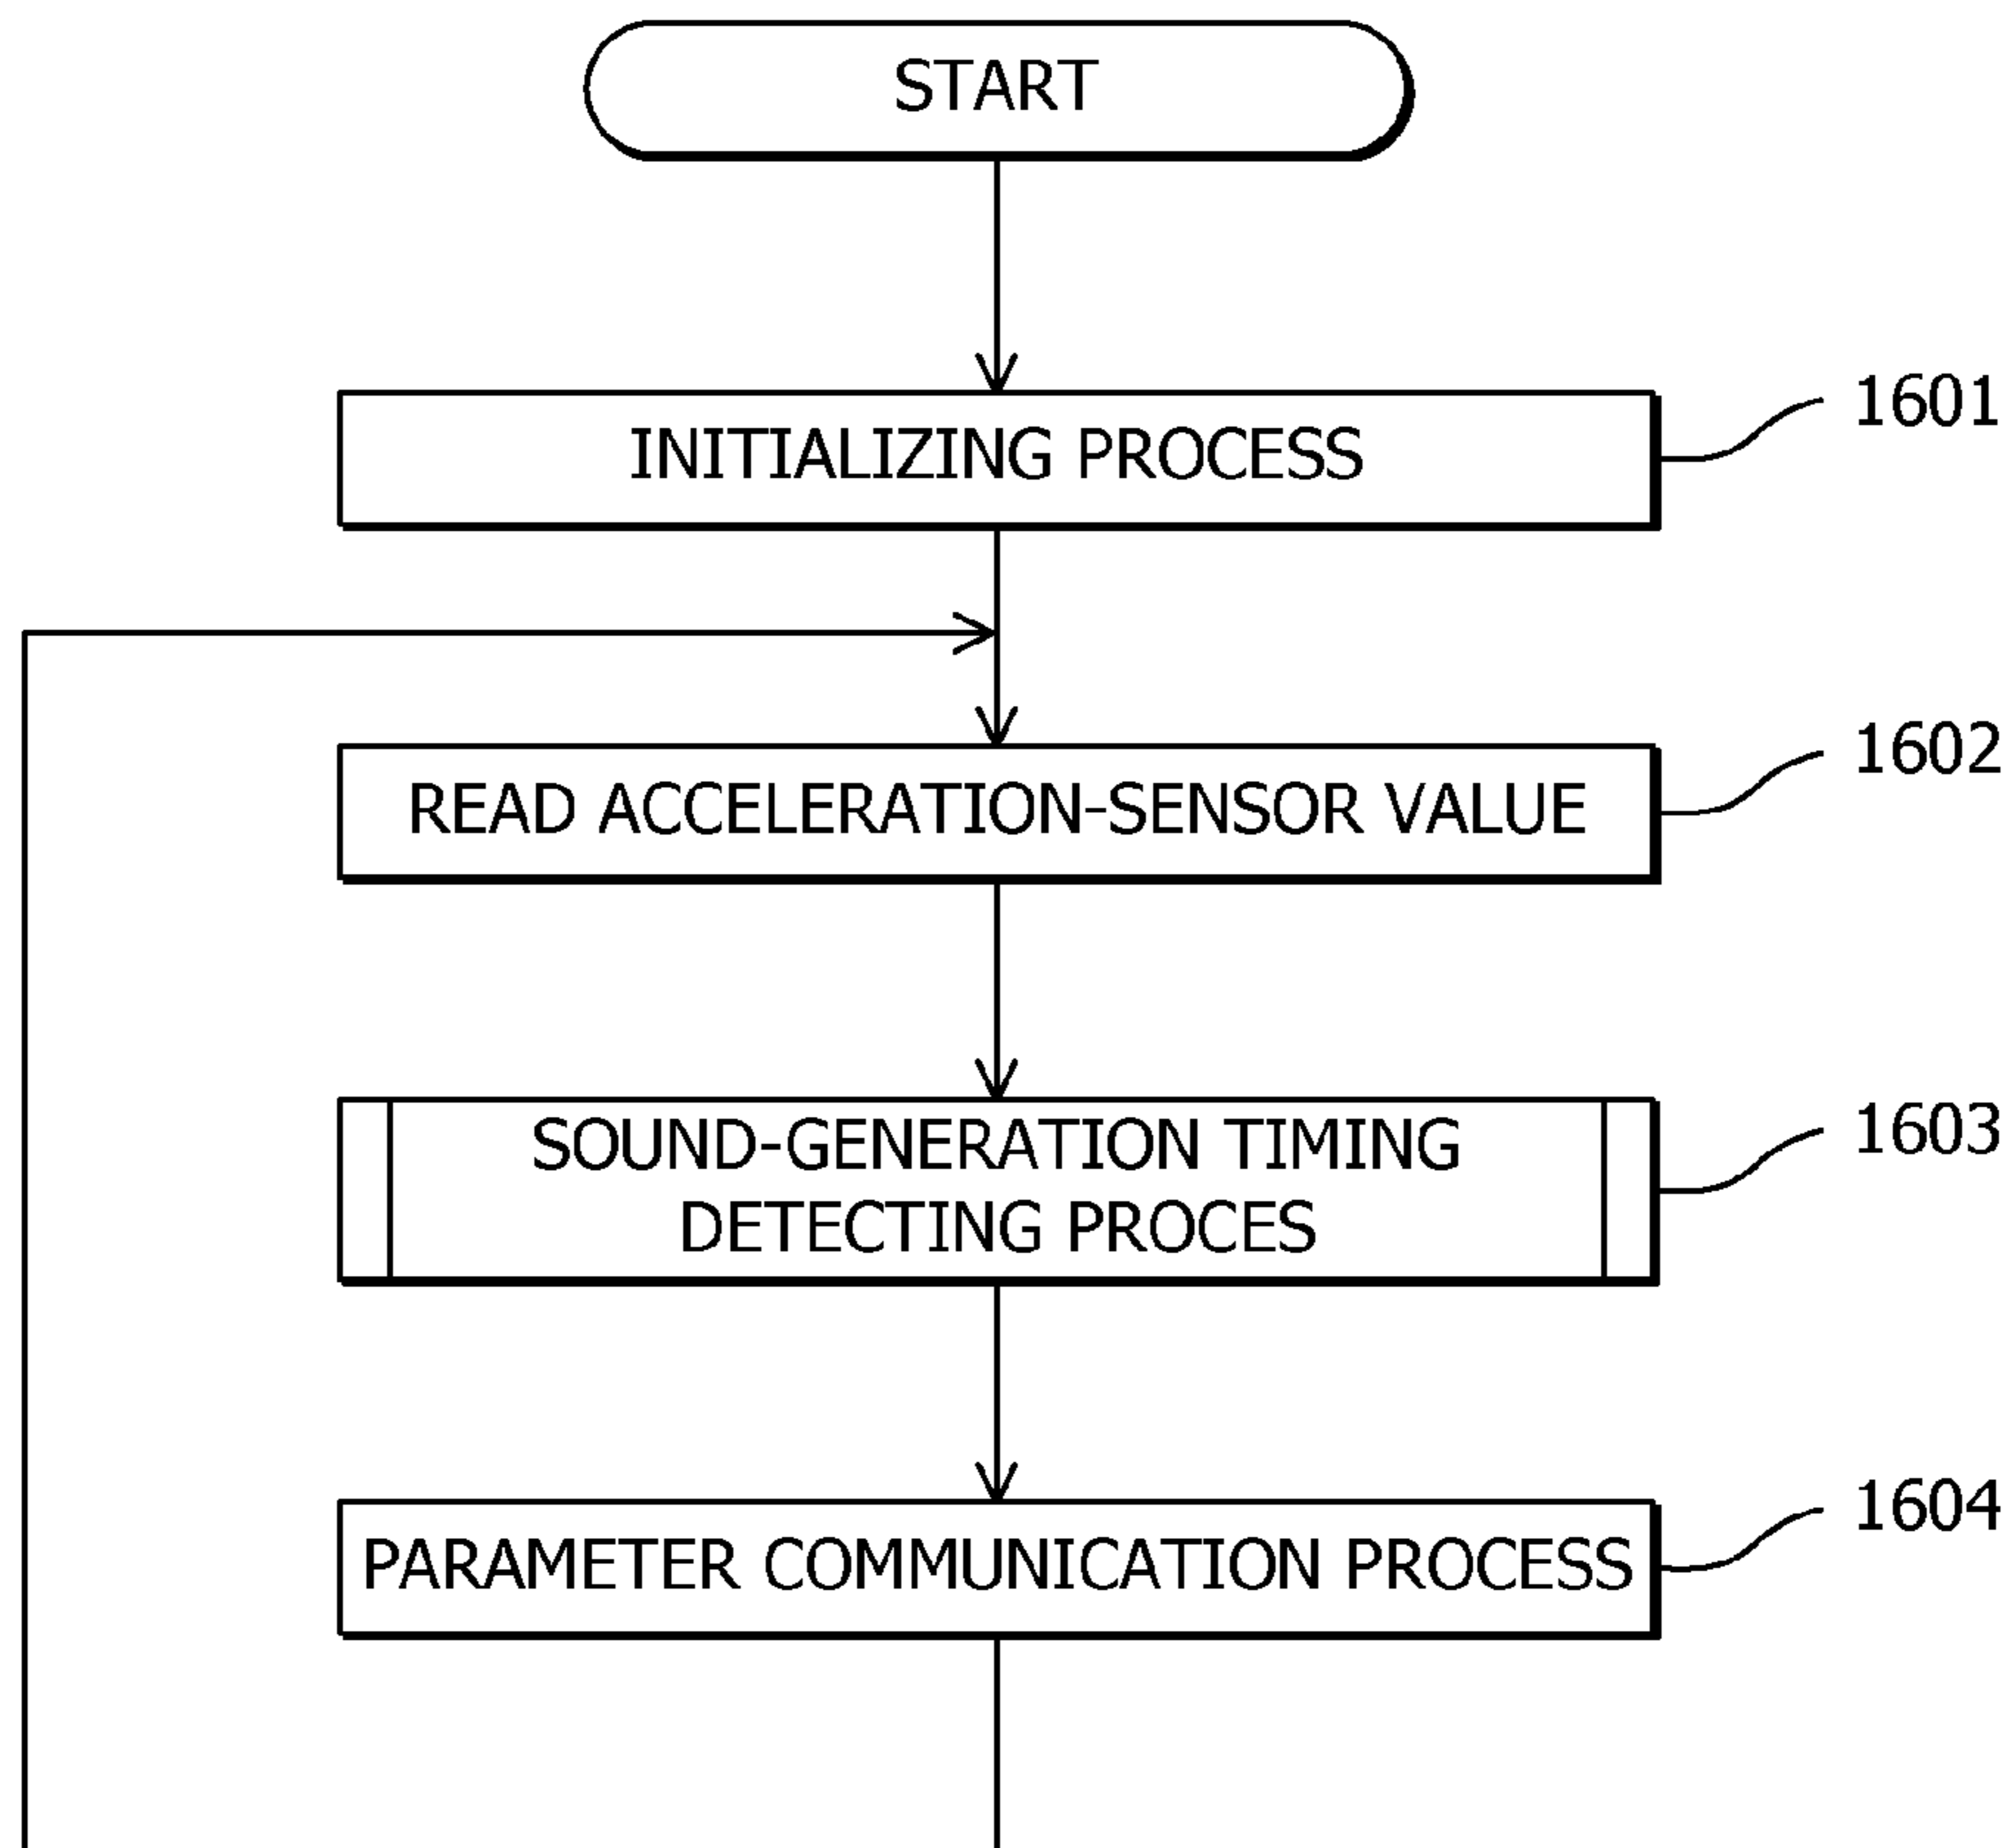 START
INITIALIZING PROCESS
1601
READ ACCELERATION-SENSOR VALUE
1602
SOUND-GENERATION TIMING
DETECTING PROCES
1603
PARAMETER COMMUNICATION PROCESS
1604